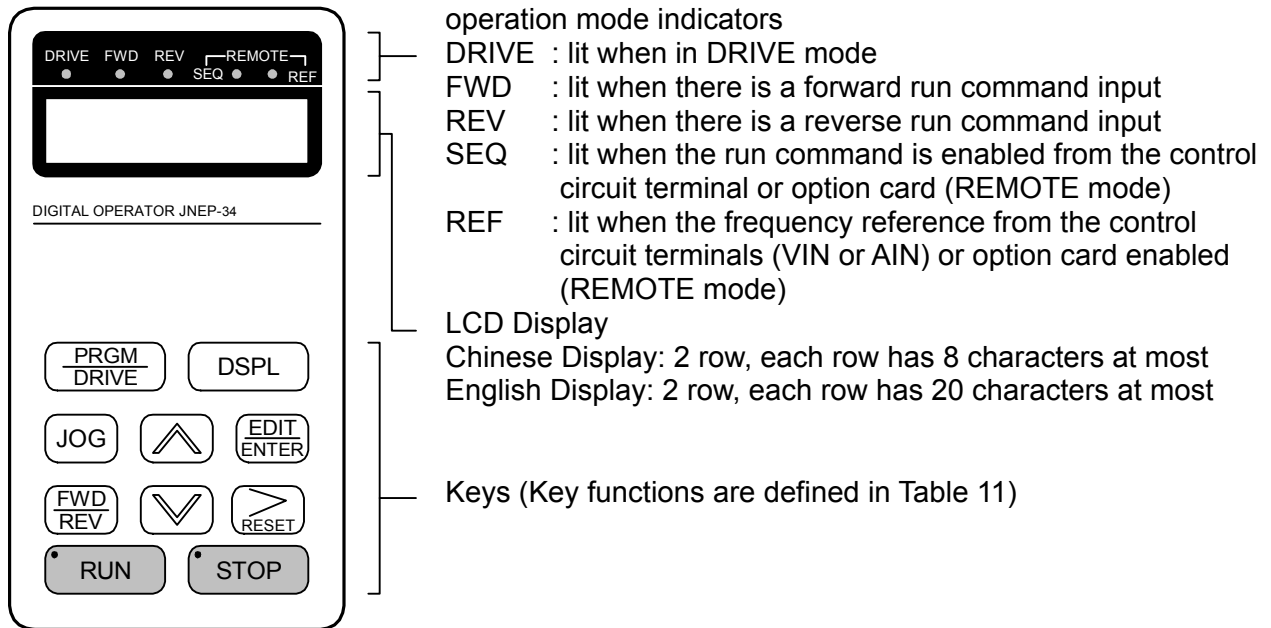 DRIVE FWD REV REMOTE
SEQ REF
DIGITAL OPERATOR JNEP-34
PRGM
DRIVE
DSPL
JOG
EDIT
ENTER
FWD
REV
RESET
RUN
STOP
operation mode indicators
DRIVE : lit when in DRIVE mode
FWD : lit when there is a forward run command input
REV : lit when there is a reverse run command input
SEQ : lit when the run command is enabled from the control
circuit terminal or option card (REMOTE mode)
REF : lit when the frequency reference from the control
circuit terminals (VIN or AIN) or option card enabled
(REMOTE mode)
LCD Display
Chinese Display: 2 row, each row has 8 characters at most
English Display: 2 row, each row has 20 characters at most
Keys (Key functions are defined in Table 11)